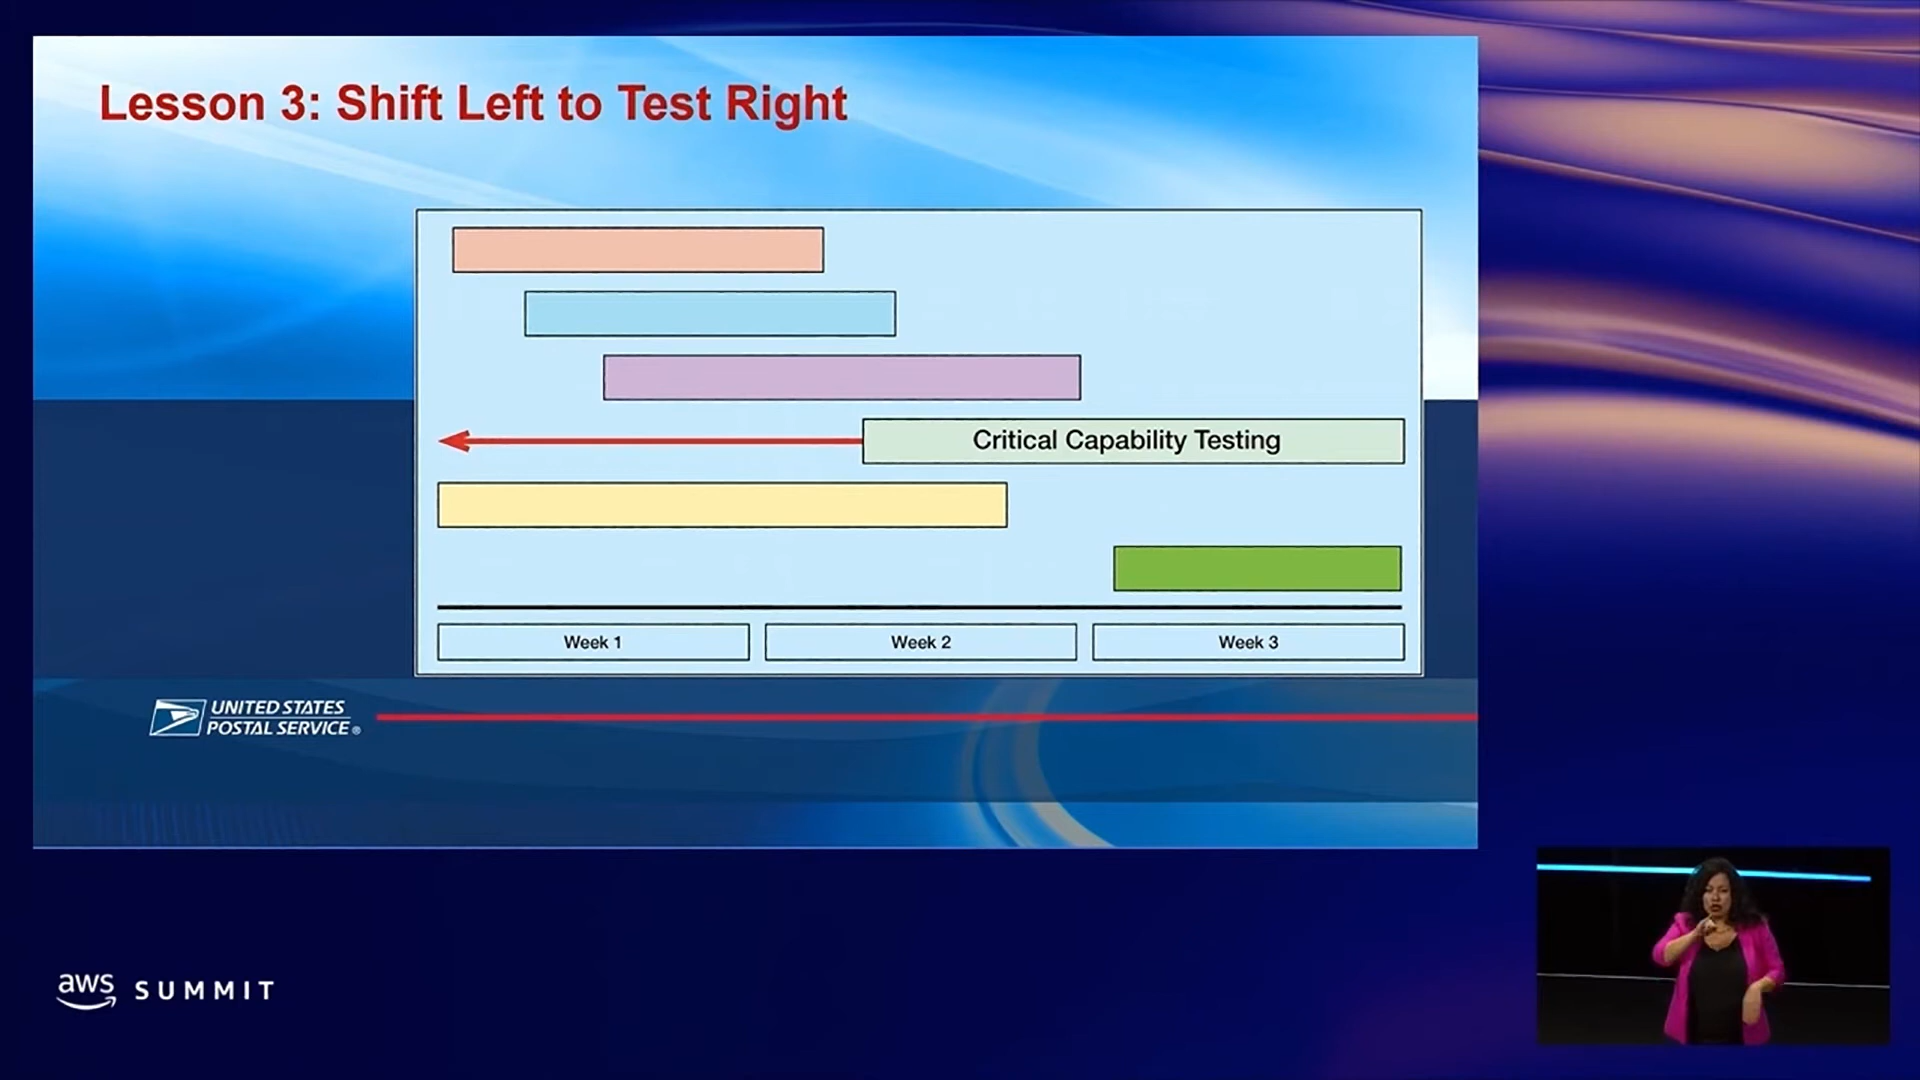 Lesson 3: Shift Left to Test Right
Critical Capability Testing
Week 1
Week 2
Week 3
UNITED STATES
POSTAL SERVICE®
aws SUMMIT